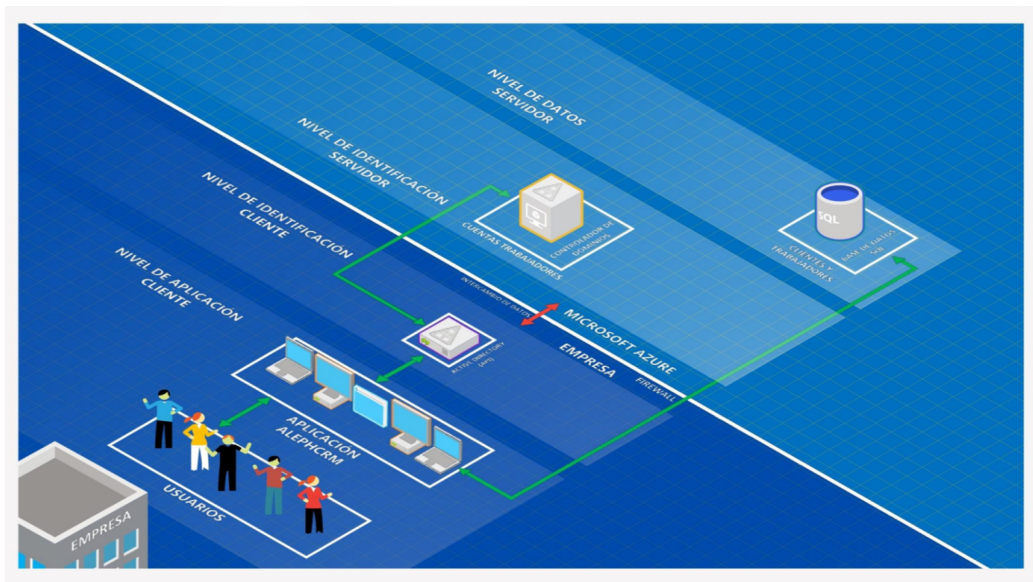 NIVEL DE DATOS
SERVIDOR
NIVEL DE IDENTIFICACIÓN
SERVIDOR
NIVEL DE IDENTIFICACIÓN
CLIENTE
NIVEL DE APLICACIÓN
CLIENTE
CUENTAS TRABAJADORES
CONTROLADOR DE
DOMINIOS
SQL
CLIENTES Y
TRABAJADORES
BASE DE DATOS
SQL
INTERCAMBIO DE DATOS
MICROSOFT AZURE
EMPRESA
FIREWALL
ACTIVE DIRECTORY
(API)
APLICACIÓN
ALEPHCRM
USUARIOS
EMPRESA